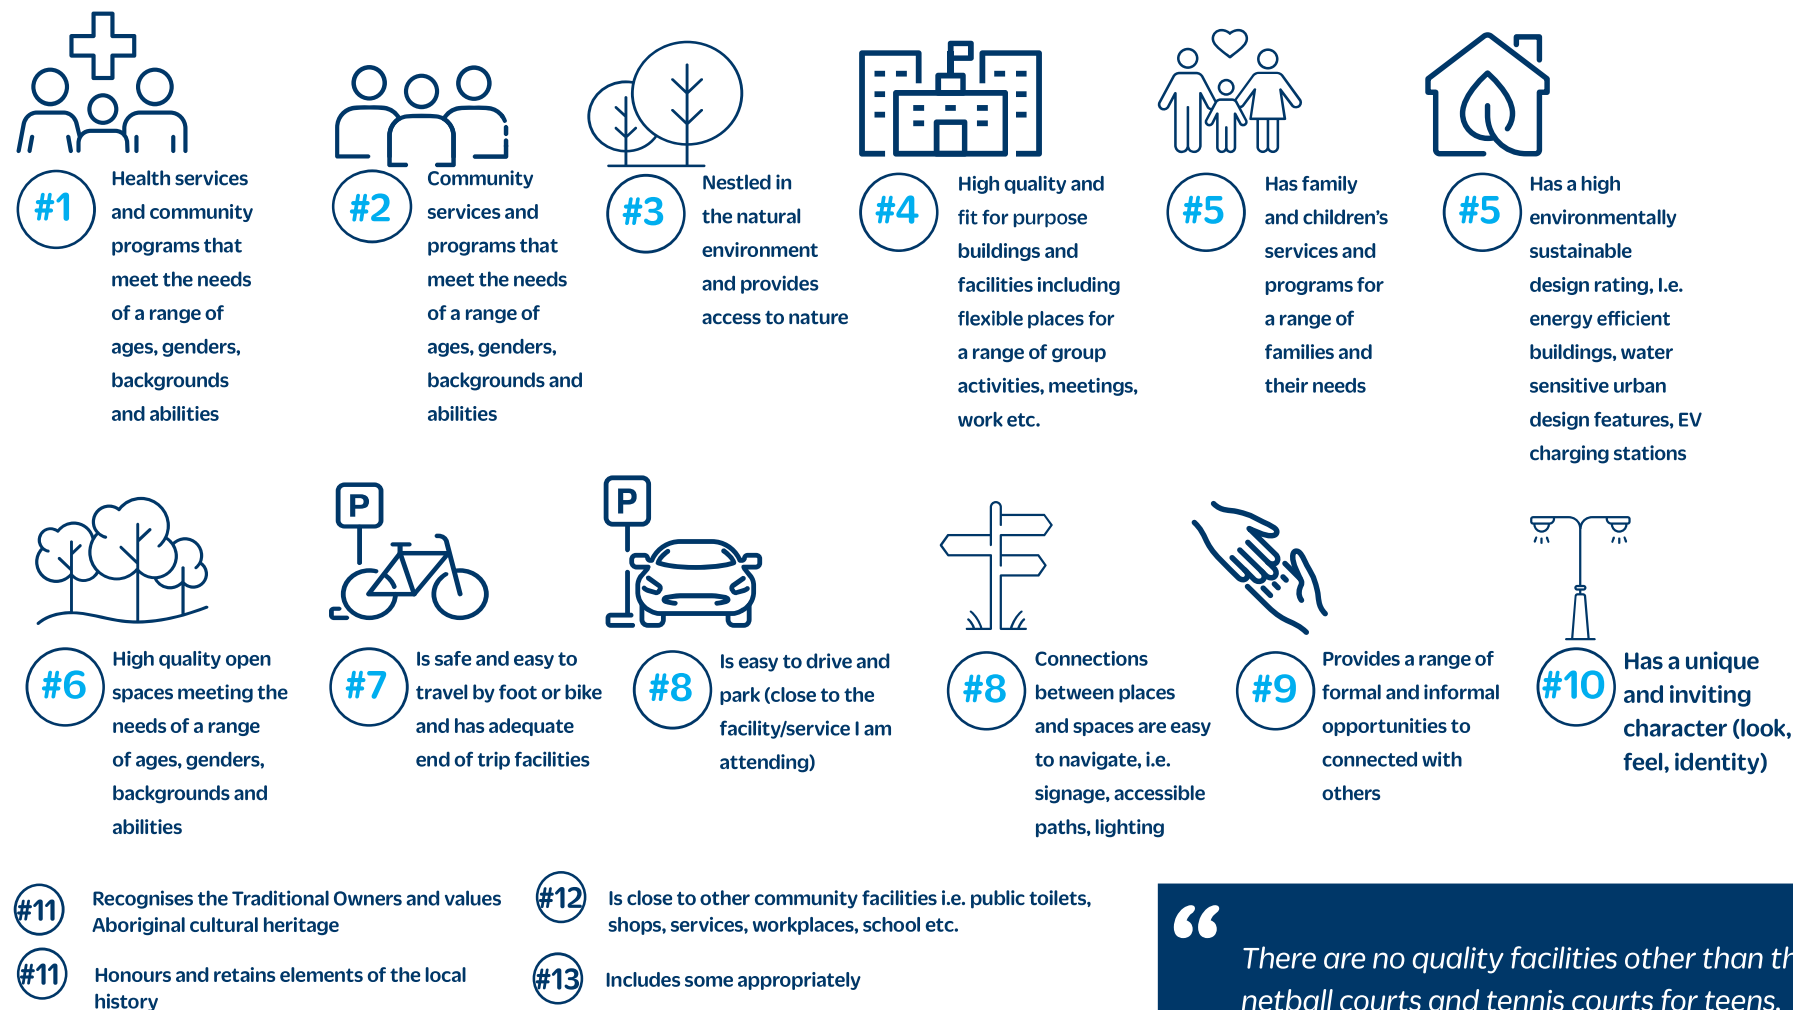 #1
Health services
and community
programs that
meet the needs
of a range of
ages, genders,
backgrounds
and abilities
#2
Community
services and
programs that
meet the needs
of a range of
ages, genders,
backgrounds and
abilities
#3
Nestled in
the natural
environment
and provides
access to nature
#4
High quality and
fit for purpose
buildings and
facilities including
flexible places for
a range of group
activities, meetings,
work etc.
#5
Has family
and children's
services and
programs for
a range of
families and
their needs
#5
Has a high
environmentally
sustainable
design rating, I.e.
energy efficient
buildings, water
sensitive urban
design features, EV
charging stations
#6
High quality open
spaces meeting the
needs of a range
of ages, genders,
backgrounds and
abilities
P
#7
Is safe and easy to
travel by foot or bike
and has adequate
end of trip facilities
P
#8
Is easy to drive and
park (close to the
facility/service I am
attending)
#8
Connections
between places
and spaces are easy
to navigate, i.e.
signage, accessible
paths, lighting
#9
Provides a range of
formal and informal
opportunities to
connected with
others
#10
Has a unique
and inviting
character (look,
feel, identity)
#11
Recognises the Traditional Owners and values
Aboriginal cultural heritage
#11
Honours and retains elements of the local
history
#12
Is close to other community facilities i.e. public toilets,
shops, services, workplaces, school etc.
#13
Includes some appropriately
“
There are no quality facilities other than
netball courts and tennis courts for teens.